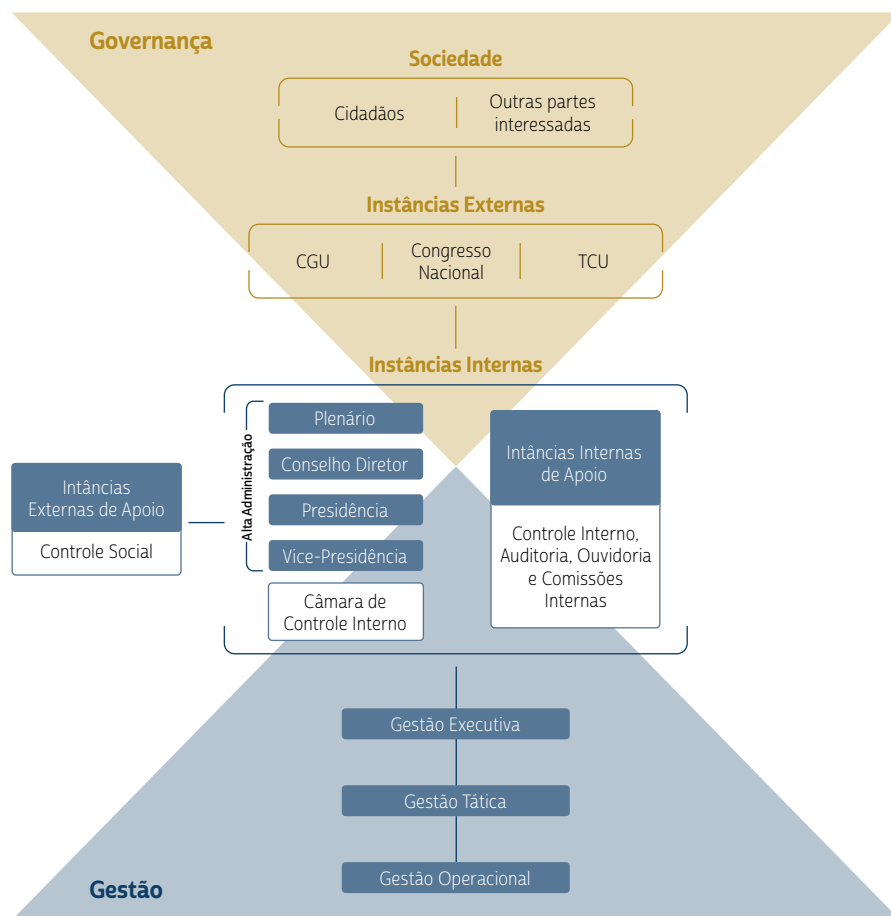 Governança
Sociedade
Cidadãos
Outras partes
interessadas
Instâncias Externas
CGU
Congresso
Nacional
TCU
Instâncias Internas
Alta Administração
Plenário
Conselho Diretor
Presidência
Vice-Presidência
Câmara de
Controle Interno
Intâncias Internas
de Apoio
Controle Interno,
Auditoria, Ouvidoria
e Comissões
Internas
Intâncias
Externas de Apoio
Controle Social
Gestão Executiva
Gestão Tática
Gestão Operacional
Gestão